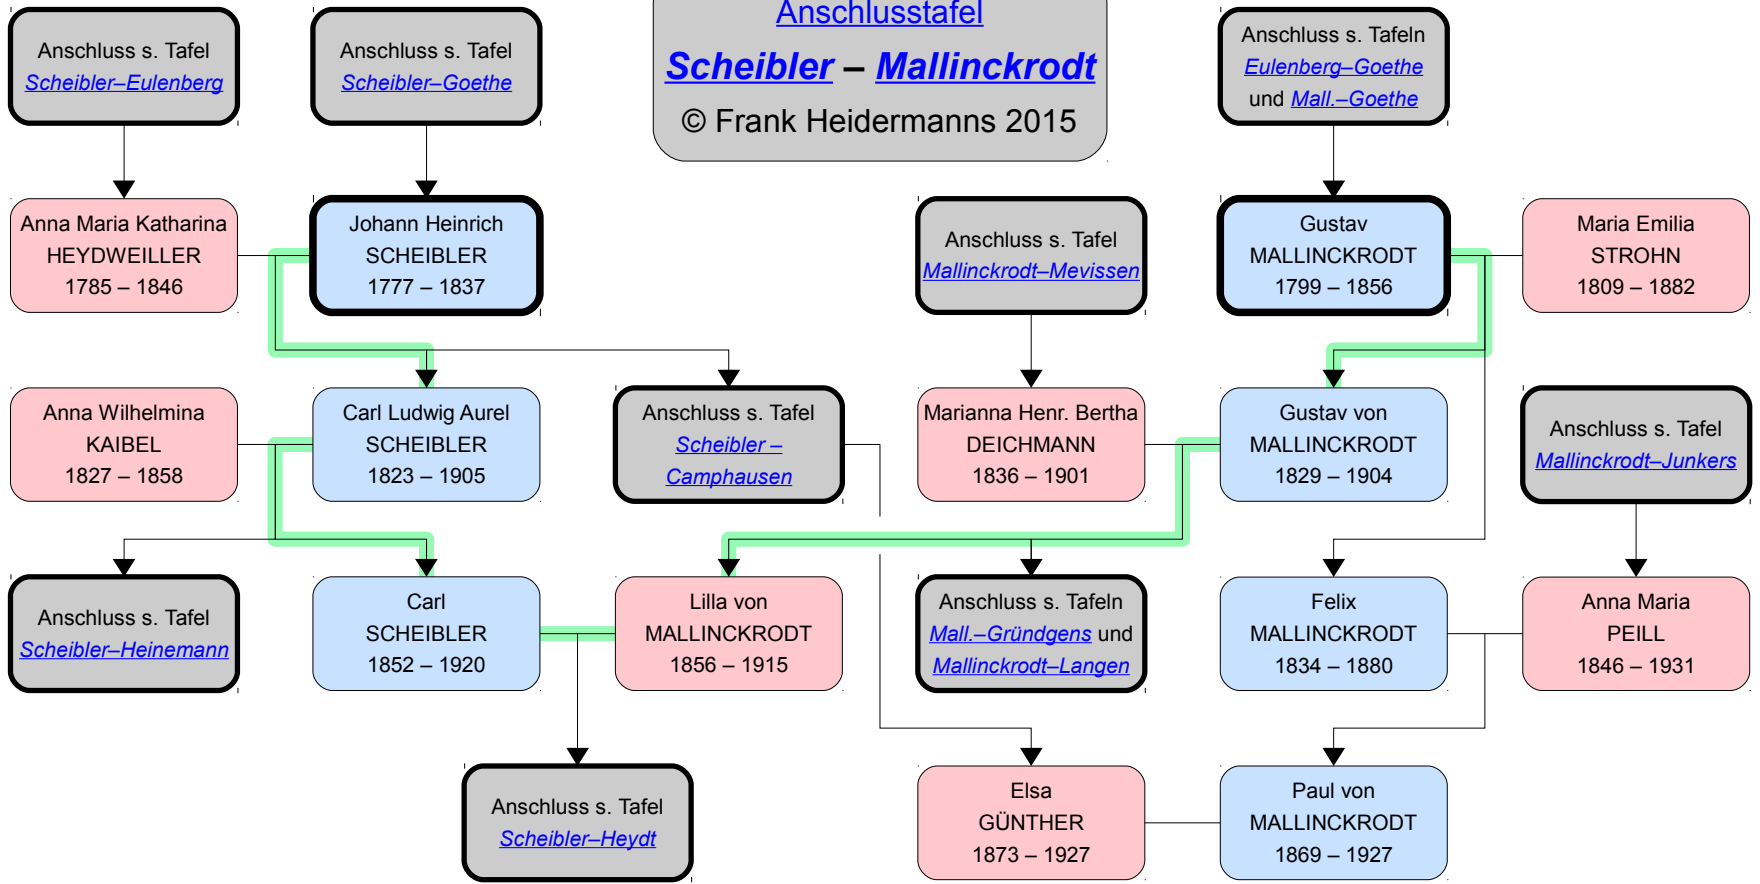 Anschlusstafel
Scheibler – Mallinckrodt
© Frank Heidermanns 2015
Anschluss s. Tafel
Scheibler–Eulenberg
Anschluss s. Tafel
Scheibler–Goethe
Anschluss s. Tafeln
Eulenberg–Goethe
und Mall.–Goethe
Anna Maria Katharina
HEYDWEILLER
1785 – 1846
Johann Heinrich
SCHEIBLER
1777 – 1837
Anschluss s. Tafel
Mallinckrodt–Mevissen
Gustav
MALLINCKRODT
1799 – 1856
Maria Emilia
STROHN
1809 – 1882
Anna Wilhelmina
KAIBEL
1827 – 1858
Carl Ludwig Aurel
SCHEIBLER
1823 – 1905
Anschluss s. Tafel
Scheibler –
Camphausen
Marianna Henr. Bertha
DEICHMANN
1836 – 1901
Gustav von
MALLINCKRODT
1829 – 1904
Anschluss s. Tafel
Mallinckrodt–Junkers
Anschluss s. Tafel
Scheibler–Heinemann
Carl
SCHEIBLER
1852 – 1920
Lilla von
MALLINCKRODT
1856 – 1915
Anschluss s. Tafeln
Mall.–Gründgens und
Mallinckrodt–Langen
Felix
MALLINCKRODT
1834 – 1880
Anna Maria
PEILL
1846 – 1931
Anschluss s. Tafel
Scheibler–Heydt
Elsa
GÜNTHER
1873 – 1927
Paul von
MALLINCKRODT
1869 – 1927